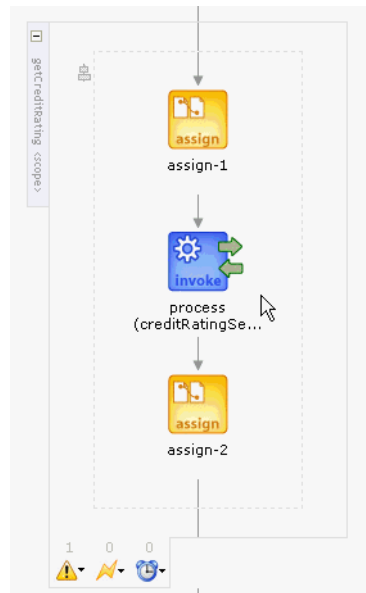 getCreditRating <scope>
assign
assign-1
invoke
process
(creditRatingSe...
assign
assign-2
1 0 0